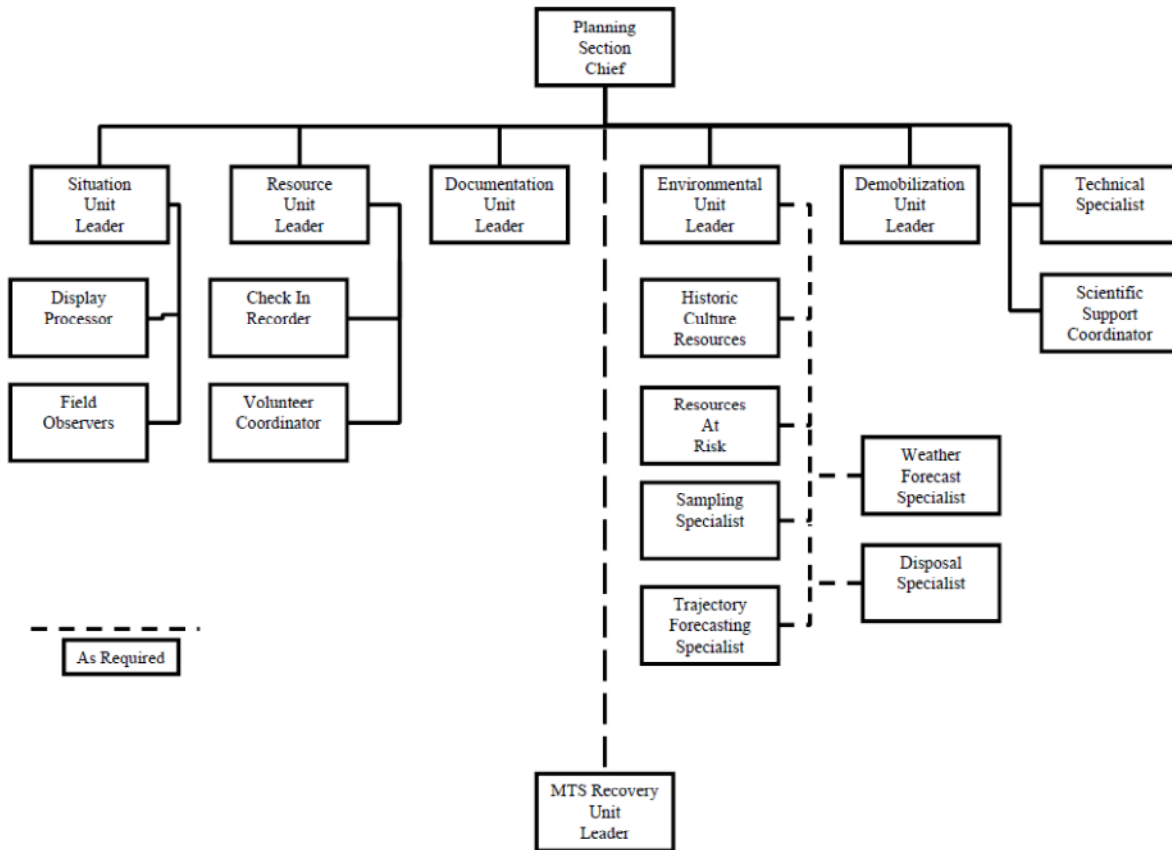 Planning
Section
Chief
Situation
Unit
Leader
Resource
Unit
Leader
Documentation
Unit
Leader
Environmental
Unit
Leader
Demobilization
Unit
Leader
Technical
Specialist
Display
Processor
Check In
Recorder
Historic
Culture
Resources
Scientific
Support
Coordinator
Field
Observers
Volunteer
Coordinator
Resources
At
Risk
Weather
Forecast
Specialist
Sampling
Specialist
Disposal
Specialist
Trajectory
Forecasting
Specialist
As Required
MTS Recovery
Unit
Leader